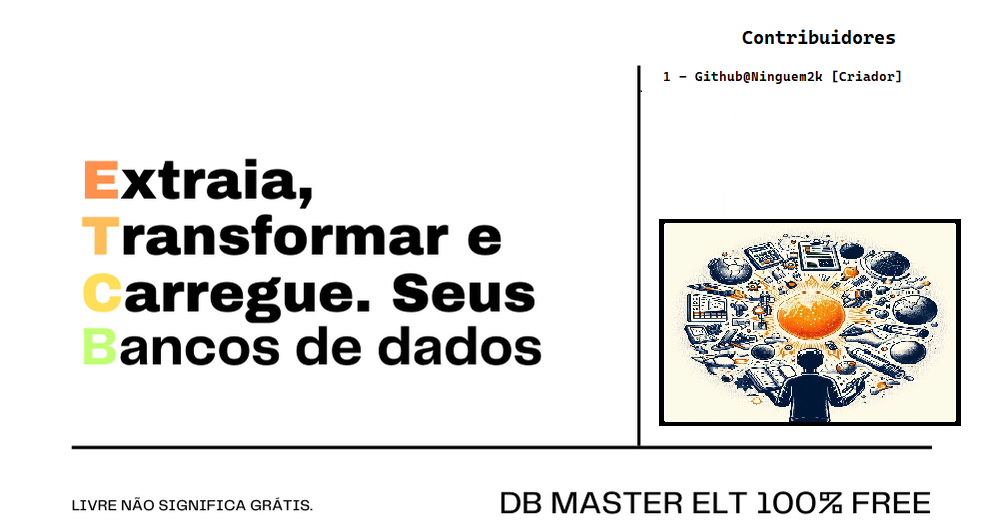 Contribuidores
1 - Github@Ninguem2k [Criador]
Extraia,
Transformar e
Carregue. Seus
Bancos de dados
LIVRE NÃO SIGNIFICA GRÁTIS.
DB MASTER ELT 100% FREE